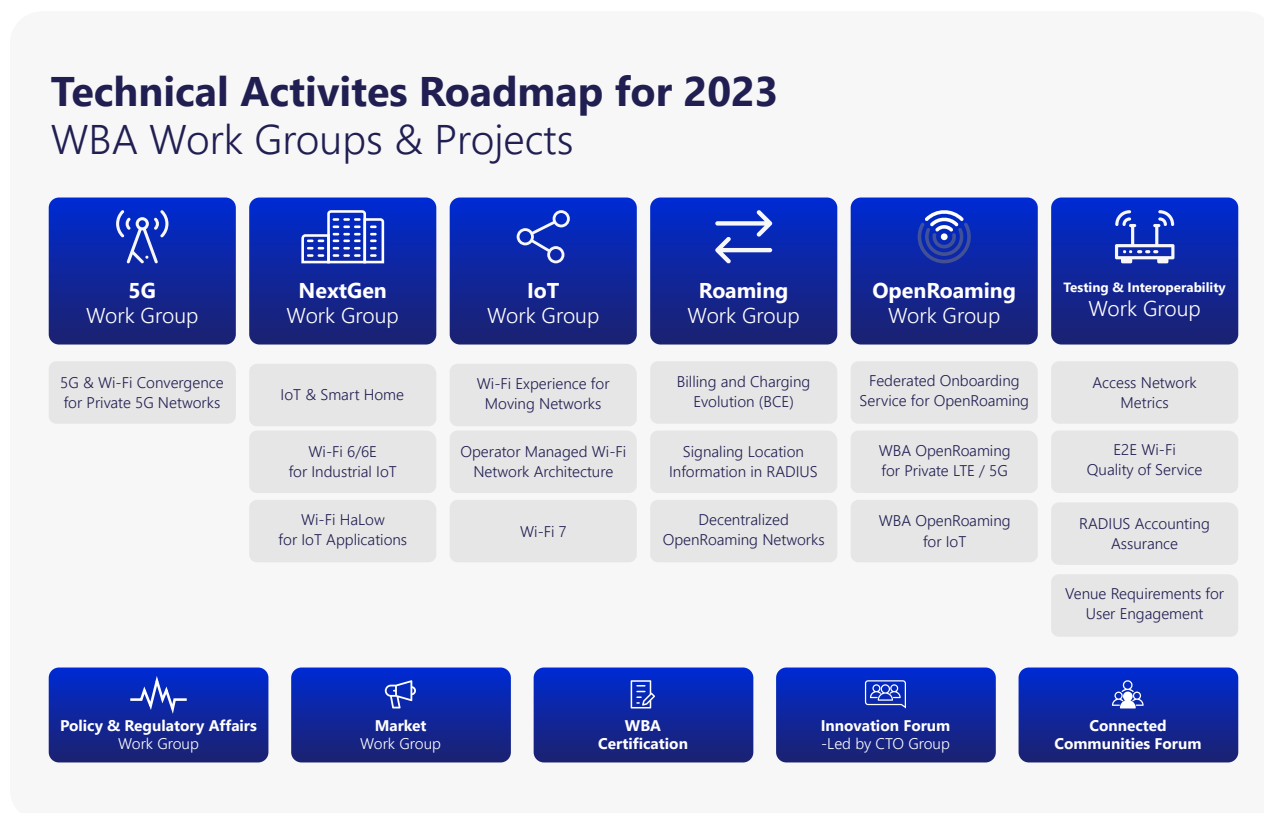 Technical Activites Roadmap for 2023
WBA Work Groups & Projects
5G
Work Group
5G & Wi-Fi Convergence
for Private 5G Networks
NextGen
Work Group
IoT & Smart Home
Wi-Fi 6/6E
for Industrial IoT
Wi-Fi HaLow
for IoT Applications
IoT
Work Group
Wi-Fi Experience for
Moving Networks
Operator Managed Wi-Fi
Network Architecture
Wi-Fi 7
Roaming
Work Group
Billing and Charging
Evolution (BCE)
Signaling Location
Information in RADIUS
Decentralized
OpenRoaming Networks
OpenRoaming
Work Group
Federated Onboarding
Service for OpenRoaming
WBA OpenRoaming
for Private LTE / 5G
WBA OpenRoaming
for IoT
Testing & Interoperability
Work Group
Access Network
Metrics
E2E Wi-Fi
Quality of Service
RADIUS Accounting
Assurance
Venue Requirements for
User Engagement
Policy & Regulatory Affairs
Work Group
Market
Work Group
WBA
Certification
Innovation Forum
-Led by CTO Group
Connected
Communities Forum